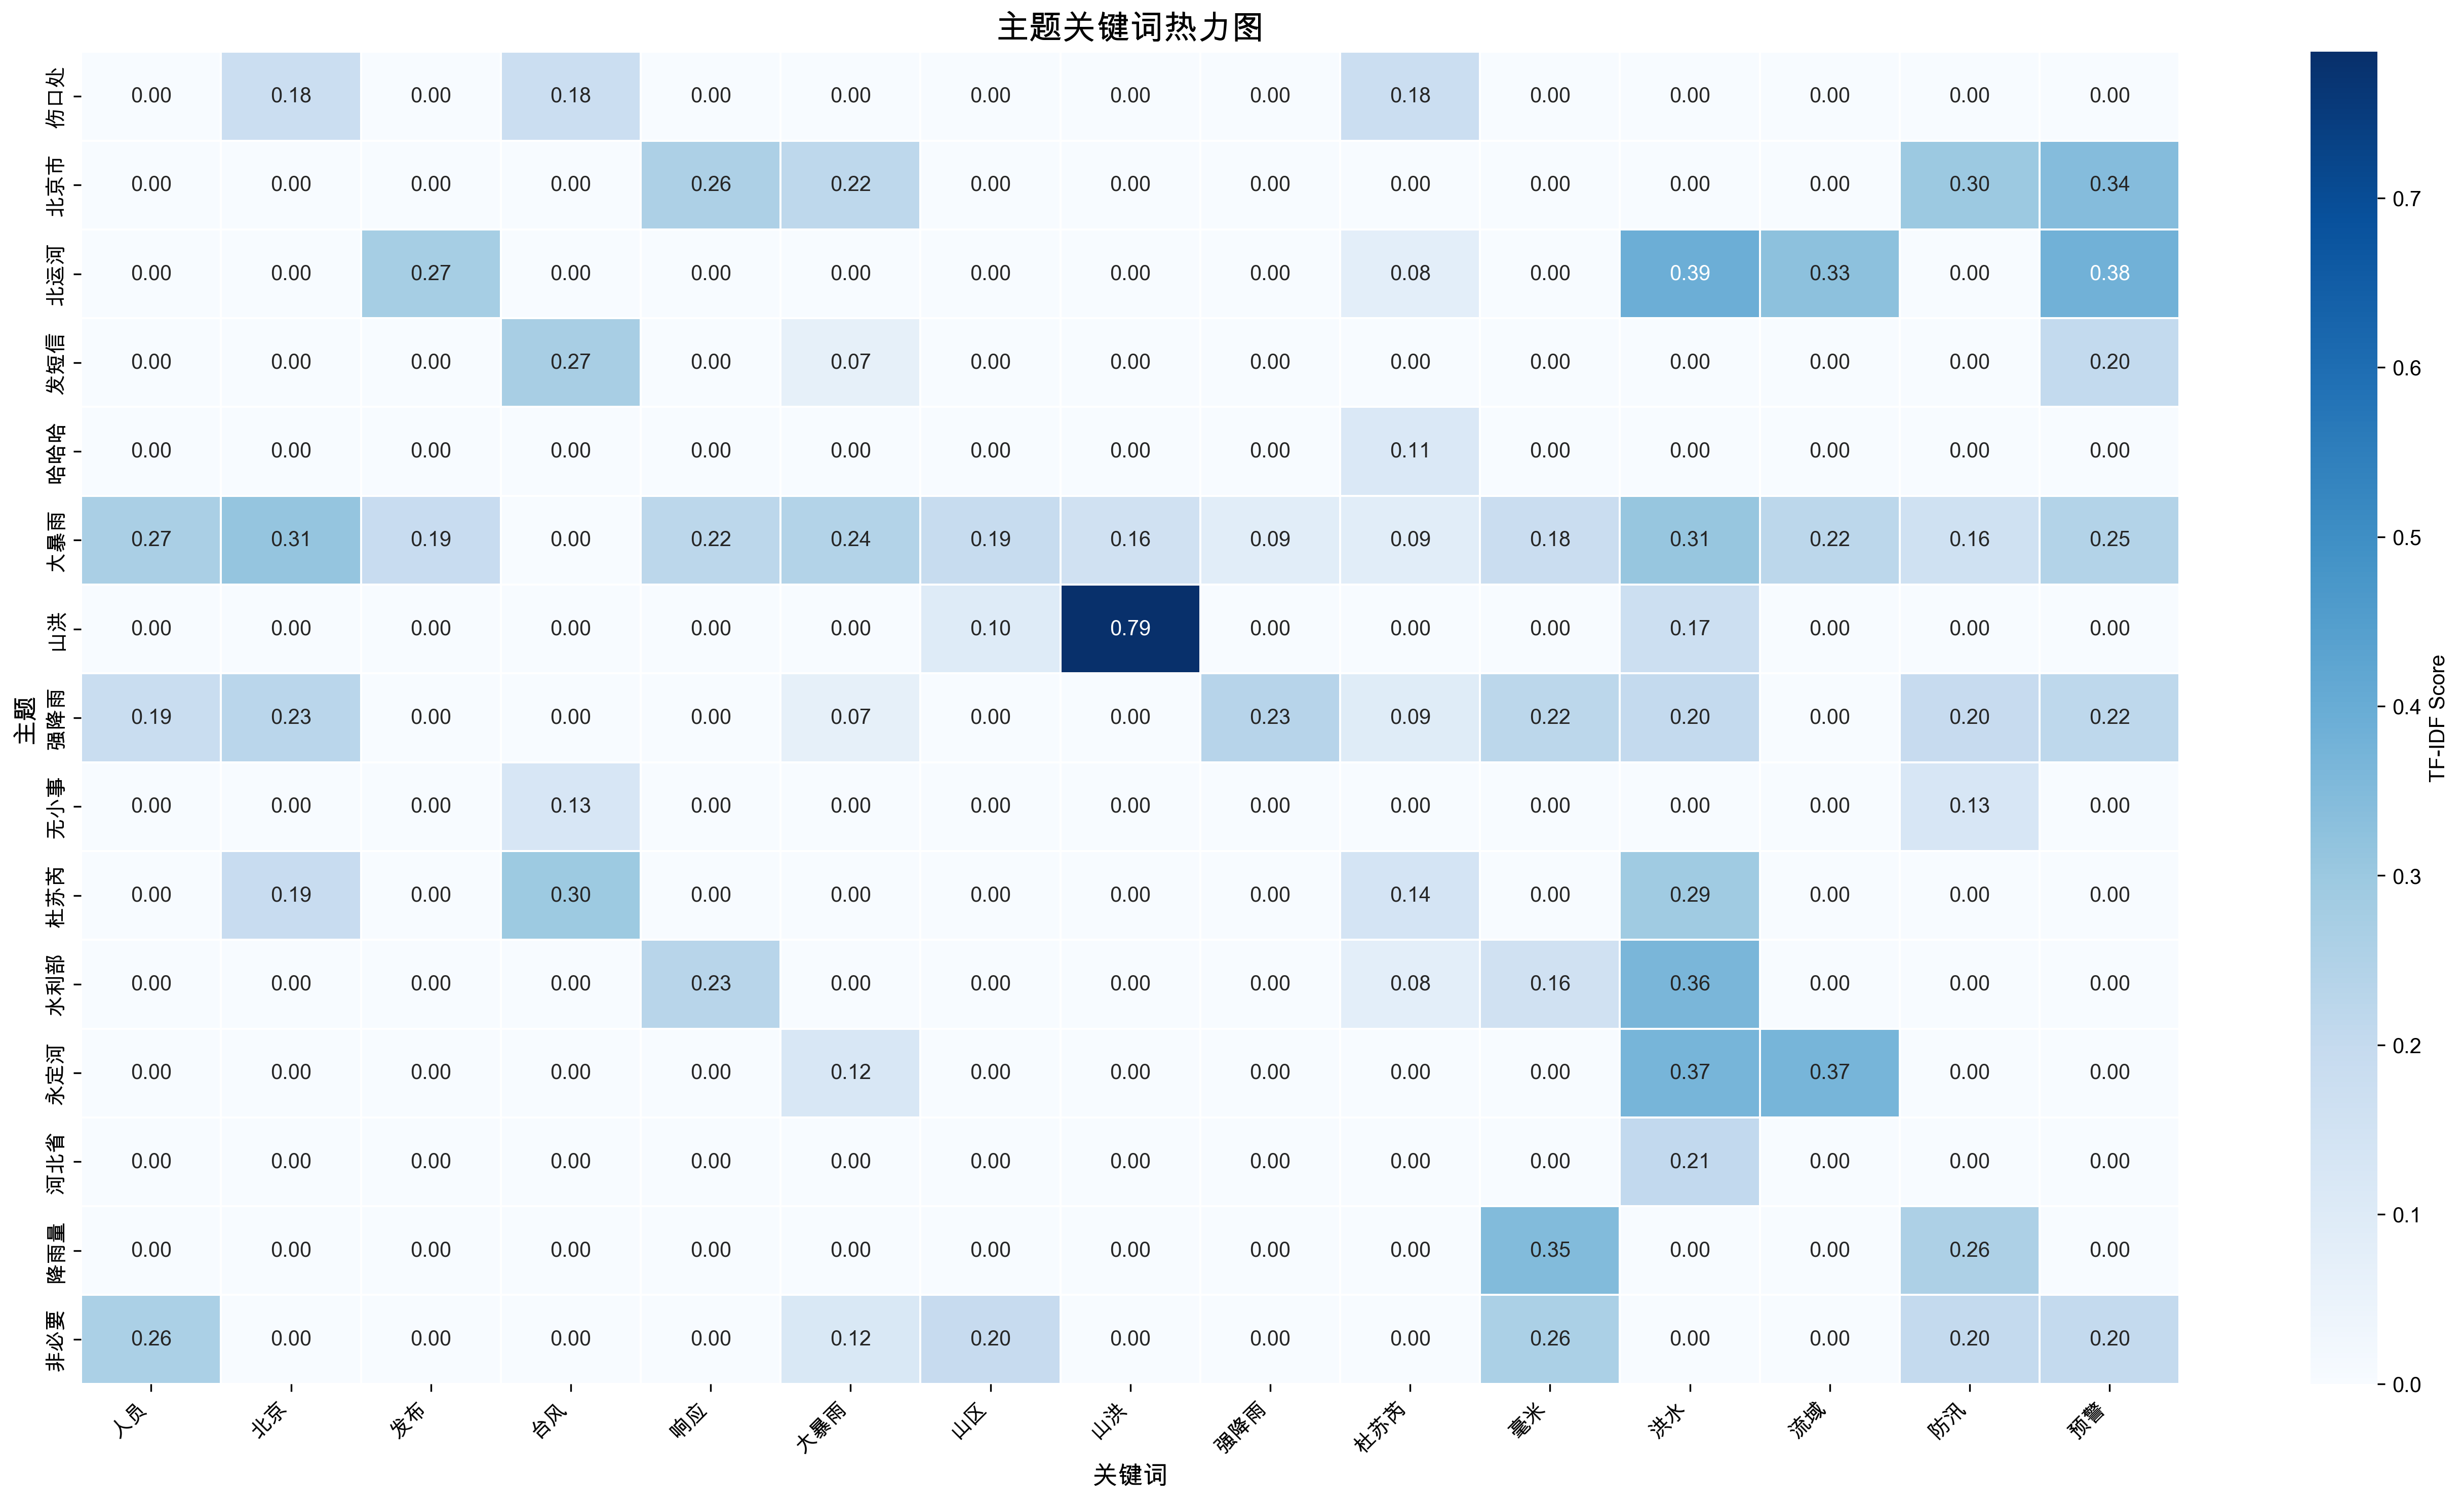 主题关键词热力图
主题
伤口处 0.00 0.18 0.00 0.18 0.00 0.00 0.00 0.00 0.00 0.18 0.00 0.00 0.00 0.00 0.00
北京市 0.00 0.00 0.00 0.00 0.26 0.22 0.00 0.00 0.00 0.00 0.00 0.00 0.00 0.30 0.34
北运河 0.00 0.00 0.27 0.00 0.00 0.00 0.00 0.00 0.00 0.08 0.00 0.39 0.33 0.00 0.38
发短信 0.00 0.00 0.00 0.27 0.00 0.07 0.00 0.00 0.00 0.00 0.00 0.00 0.00 0.00 0.20
哈哈哈 0.00 0.00 0.00 0.00 0.00 0.00 0.00 0.00 0.00 0.11 0.00 0.00 0.00 0.00 0.00
大暴雨 0.27 0.31 0.19 0.00 0.22 0.24 0.19 0.16 0.09 0.09 0.18 0.31 0.22 0.16 0.25
山洪 0.00 0.00 0.00 0.00 0.00 0.00 0.10 0.79 0.00 0.00 0.00 0.17 0.00 0.00 0.00
强降雨 0.19 0.23 0.00 0.00 0.00 0.07 0.00 0.00 0.23 0.09 0.22 0.20 0.00 0.20 0.22
无小事 0.00 0.00 0.00 0.13 0.00 0.00 0.00 0.00 0.00 0.00 0.00 0.00 0.00 0.13 0.00
杜苏芮 0.00 0.19 0.00 0.30 0.00 0.00 0.00 0.00 0.00 0.14 0.00 0.29 0.00 0.00 0.00
水利部 0.00 0.00 0.00 0.00 0.23 0.00 0.00 0.00 0.00 0.08 0.16 0.36 0.00 0.00 0.00
永定河 0.00 0.00 0.00 0.00 0.00 0.12 0.00 0.00 0.00 0.00 0.00 0.37 0.37 0.00 0.00
河北省 0.00 0.00 0.00 0.00 0.00 0.00 0.00 0.00 0.00 0.00 0.00 0.21 0.00 0.00 0.00
降雨量 0.00 0.00 0.00 0.00 0.00 0.00 0.00 0.00 0.00 0.00 0.35 0.00 0.00 0.26 0.00
非必要 0.26 0.00 0.00 0.00 0.00 0.12 0.20 0.00 0.00 0.00 0.26 0.00 0.00 0.20 0.20
人员 北京 发布 台风 响应 大暴雨 山区 山洪 强降雨 杜苏芮 毫米 洪水 流域 防汛 预警
关键词
0.7
0.6
0.5
0.4
0.3
0.2
0.1
0.0
TF-IDF Score